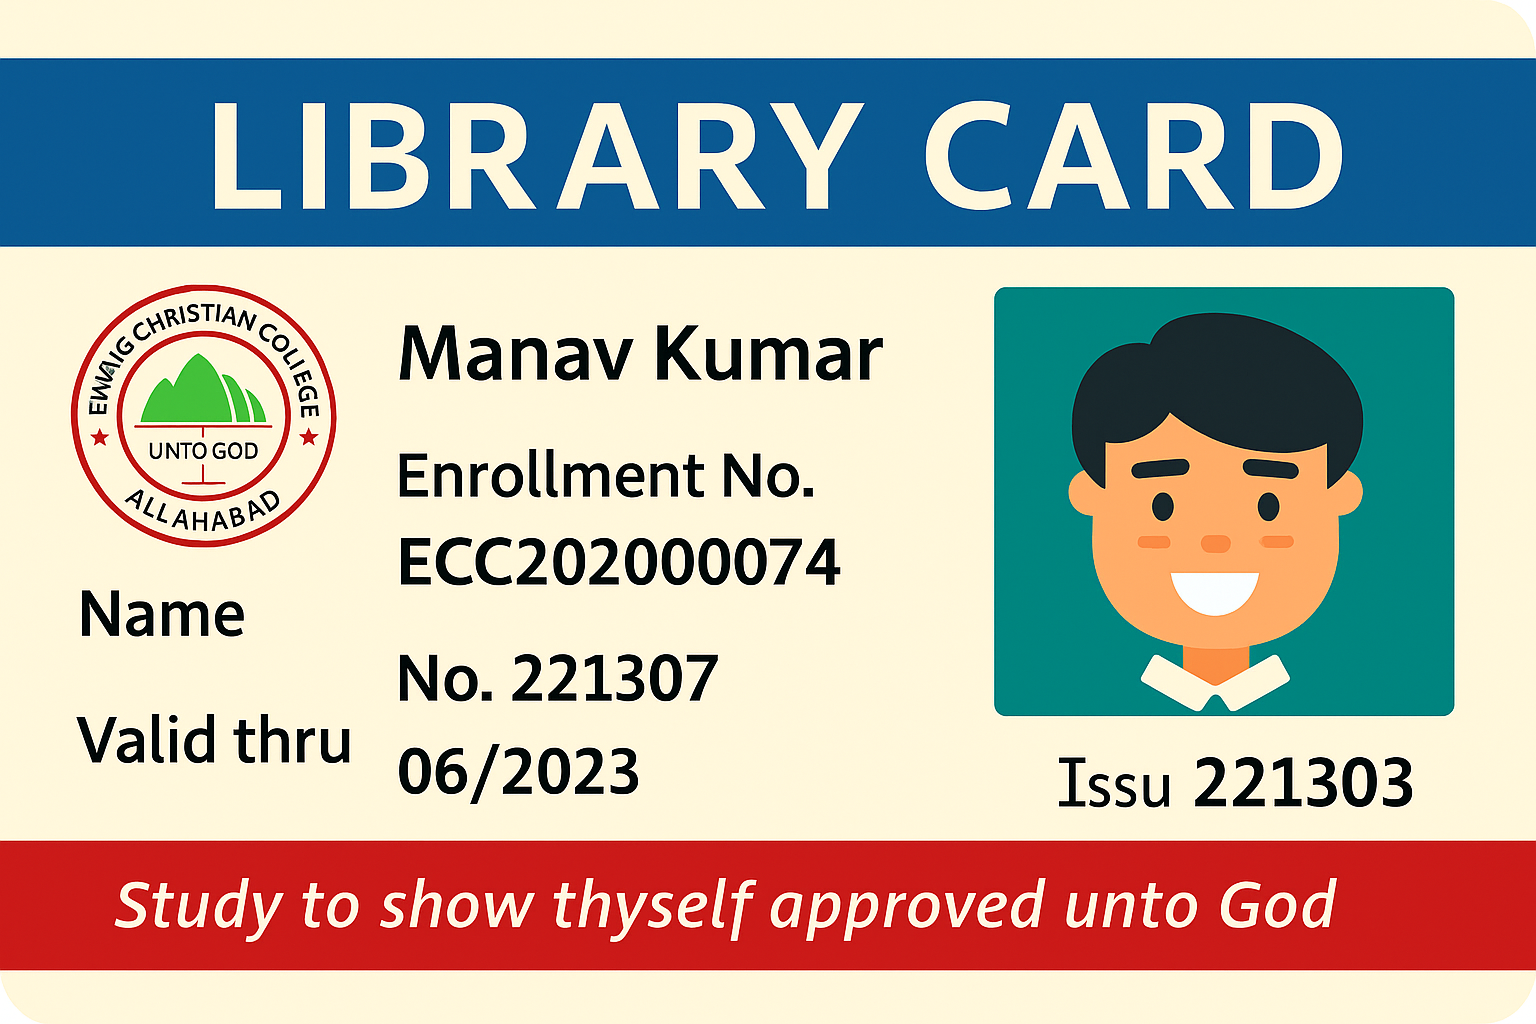 LIBRARY CARD
EWAIG CHRISTIAN COLIEGE
UNTO GOD
ALLAHABAD
Manav Kumar
Enrollment No.
ECC202000074
Name
No. 221307
Valid thru
06/2023
Issu 221303
Study to show thyself approved unto God